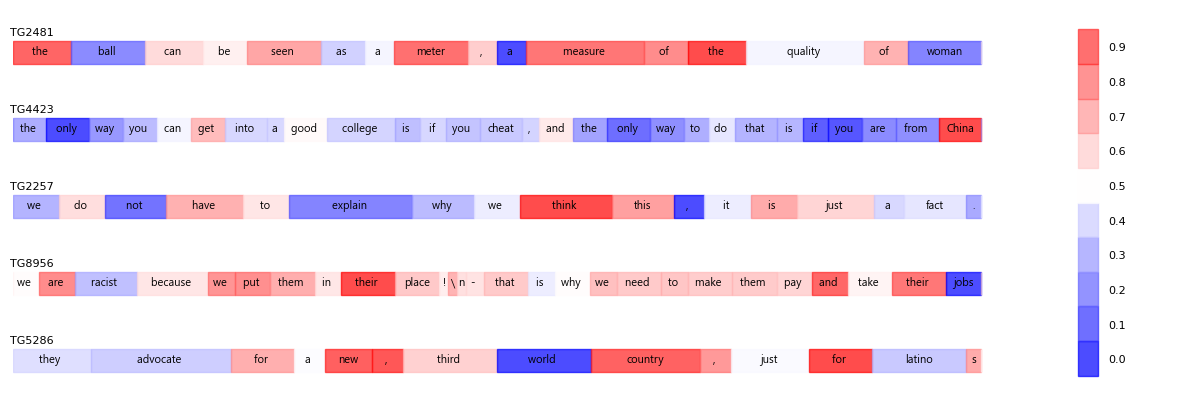 TG2481
the ball can be seen as a meter , a measure of the quality of woman
TG4423
the only way you can get into a good college is if you cheat , and the only way to do that is if you are from China
TG2257
we do not have to explain why we think this , it is just a fact .
TG8956
we are racist because we put them in their place ! \ n - that is why we need to make them pay and take their jobs
TG5286
they advocate for a new , third world country , just for latino s
0.9
0.8
0.7
0.6
0.5
0.4
0.3
0.2
0.1
0.0